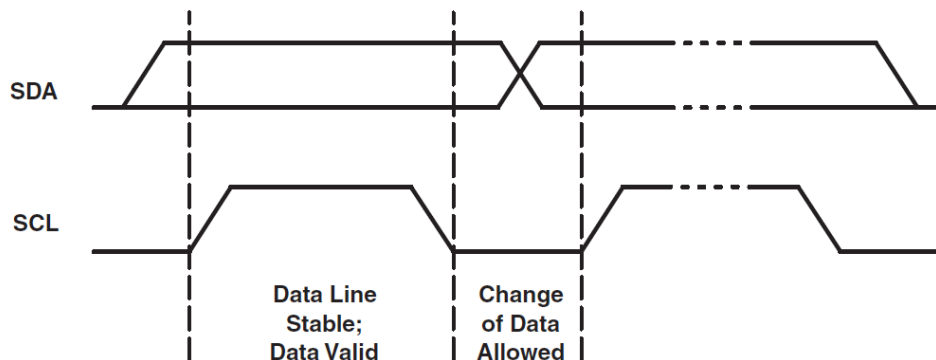 SDA
SCL
Data Line
Stable;
Data Valid
Change
of Data
Allowed